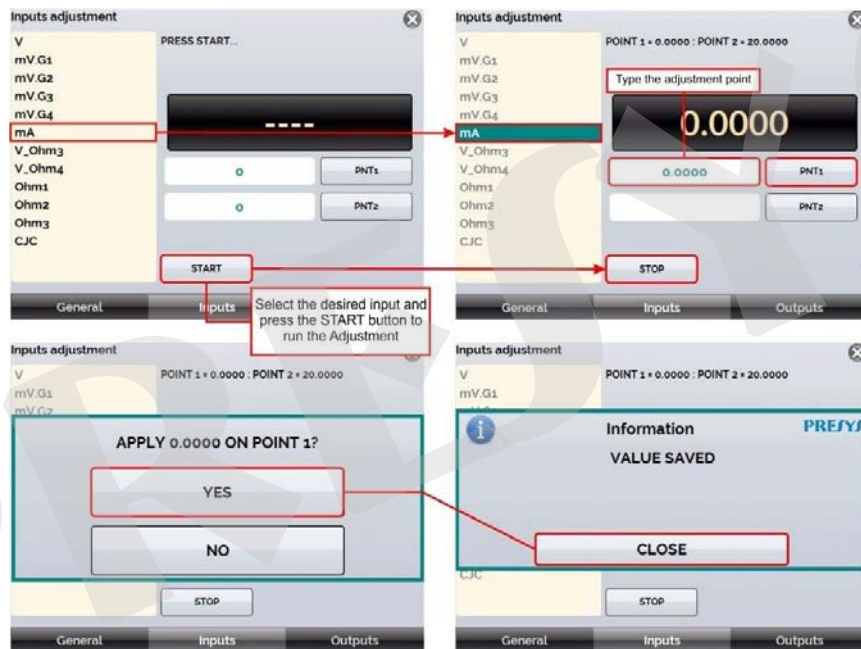 Inputs adjustment
V
mV.G1
mV.G2
mV.G3
mV.G4
mA
V_Ohm3
V_Ohm4
Ohm1
Ohm2
Ohm3
CJC
PRESS START...
----
0
PNT1
0
PNT2
START
General
Inputs
Select the desired input and
press the START button to
run the Adjustment
Inputs adjustment
V
mV.G1
mV.G2
mV.G3
mV.G4
mA
V_Ohm3
V_Ohm4
Ohm1
Ohm2
Ohm3
CJC
POINT 1 = 0.0000 : POINT 2 = 20.0000
Type the adjustment point
0.0000
0.0000
PNT1
PNT2
STOP
General
Inputs
Outputs
Inputs adjustment
V
mV.G1
mV.G2
POINT 1 = 0.0000 : POINT 2 = 20.0000
APPLY 0.0000 ON POINT 1?
YES
NO
STOP
General
Inputs
Outputs
Inputs adjustment
V
mV.G1
POINT 1 = 0.0000 : POINT 2 = 20.0000
Information
PRESYS
VALUE SAVED
CLOSE
CJC
STOP
General
Inputs
Outputs